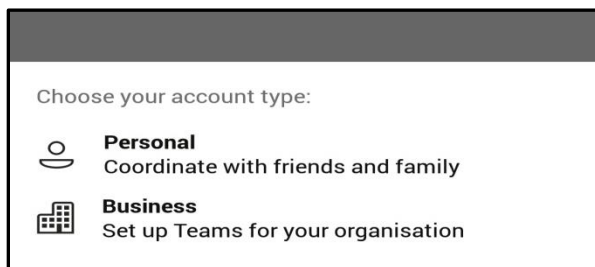 Choose your account type:
Personal
Coordinate with friends and family
Business
Set up Teams for your organisation